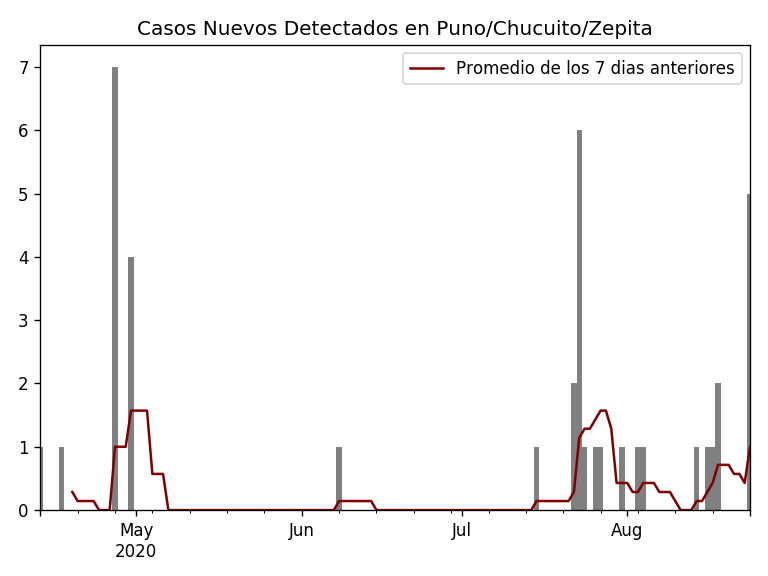 Casos Nuevos Detectados en Puno/Chucuito/Zepita
Promedio de los 7 dias anteriores
7
6
5
4
3
2
1
0
May
2020
Jun
Jul
Aug